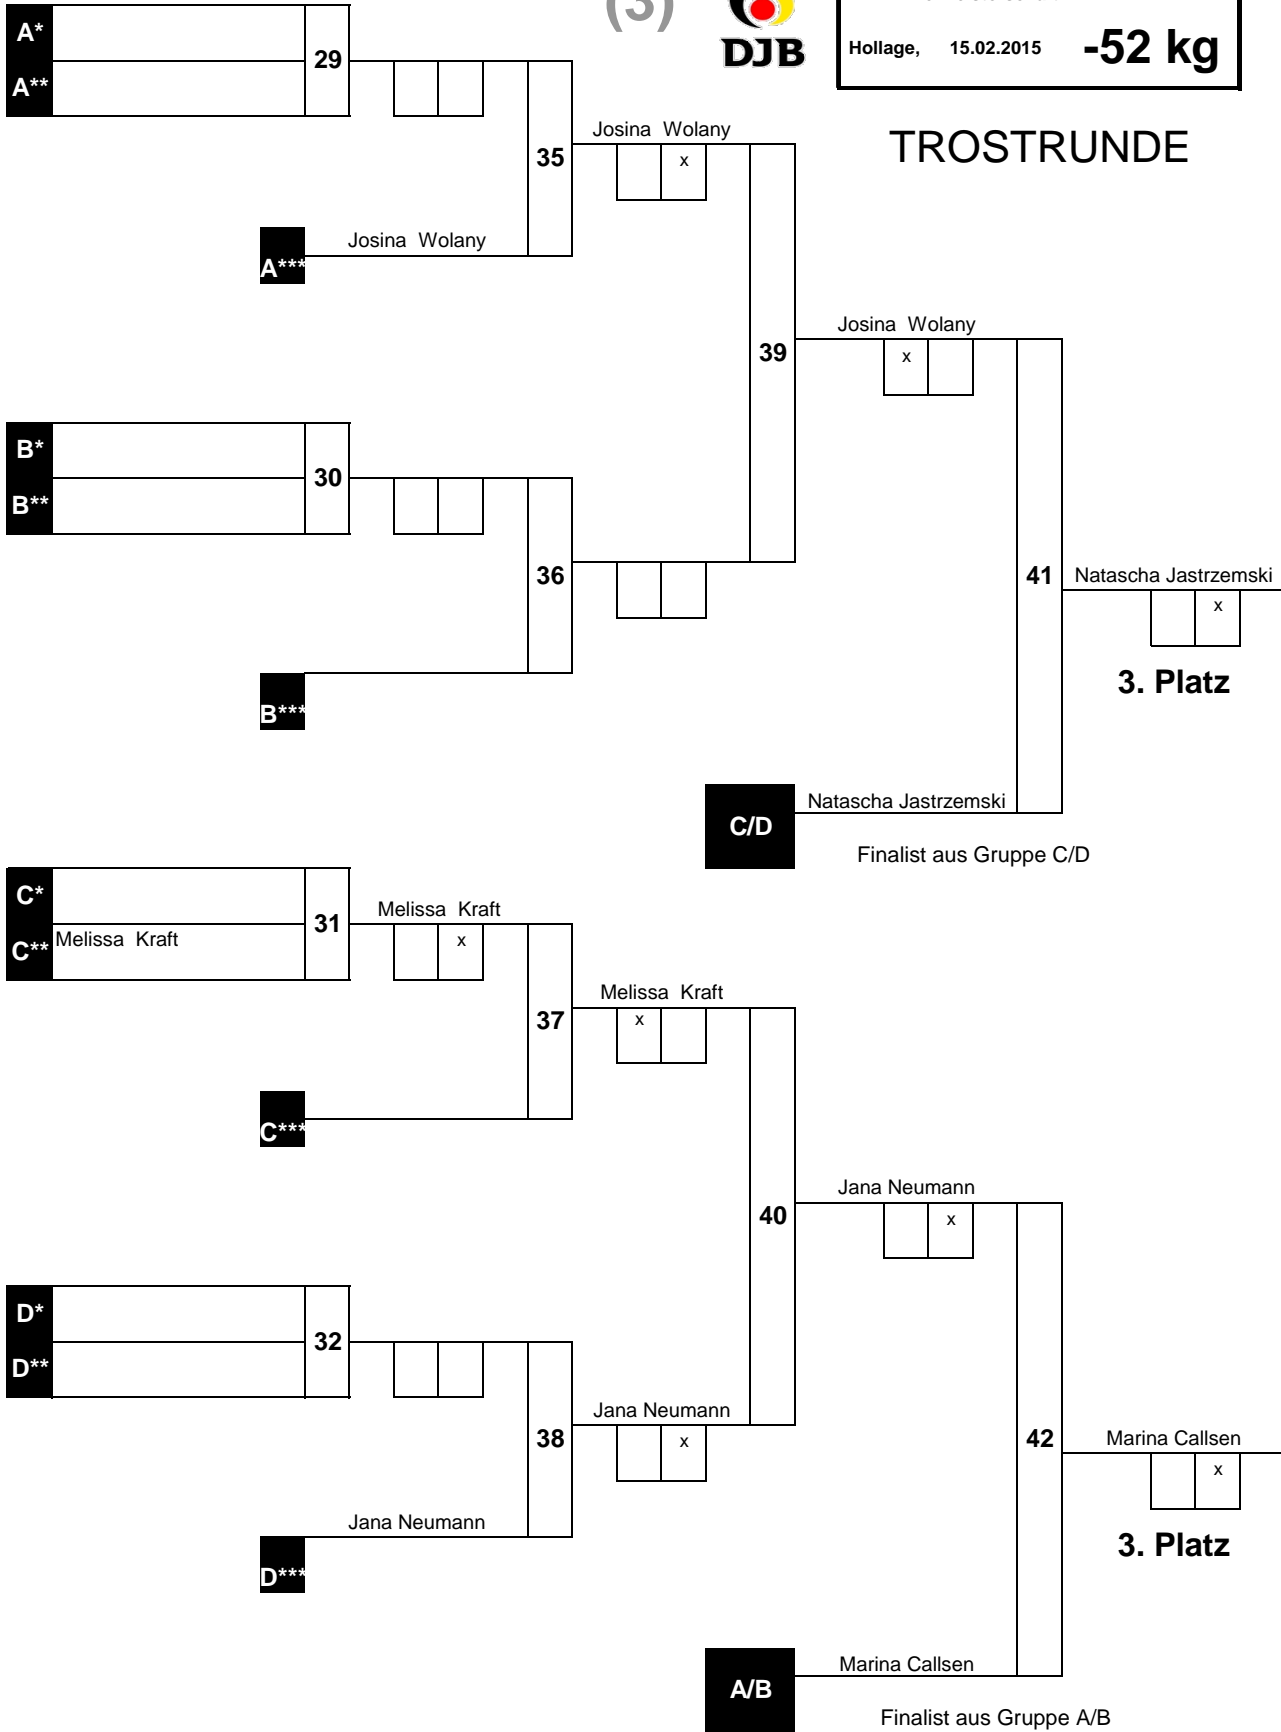 (3)
DJB
Hollage, 15.02.2015 -52 kg
TROSTRUNDE
A*
A**
29
35
Josina Wolany
x
A***
Josina Wolany
39
Josina Wolany
x
B*
B**
30
36
B***
41
Natascha Jastrzemski
x
3. Platz
C/D
Natascha Jastrzemski
Finalist aus Gruppe C/D
C*
C**
Melissa Kraft
31
Melissa Kraft
x
37
Melissa Kraft
x
C***
40
Jana Neumann
x
D*
D**
32
38
Jana Neumann
x
D***
Jana Neumann
42
Marina Callsen
x
3. Platz
A/B
Marina Callsen
Finalist aus Gruppe A/B